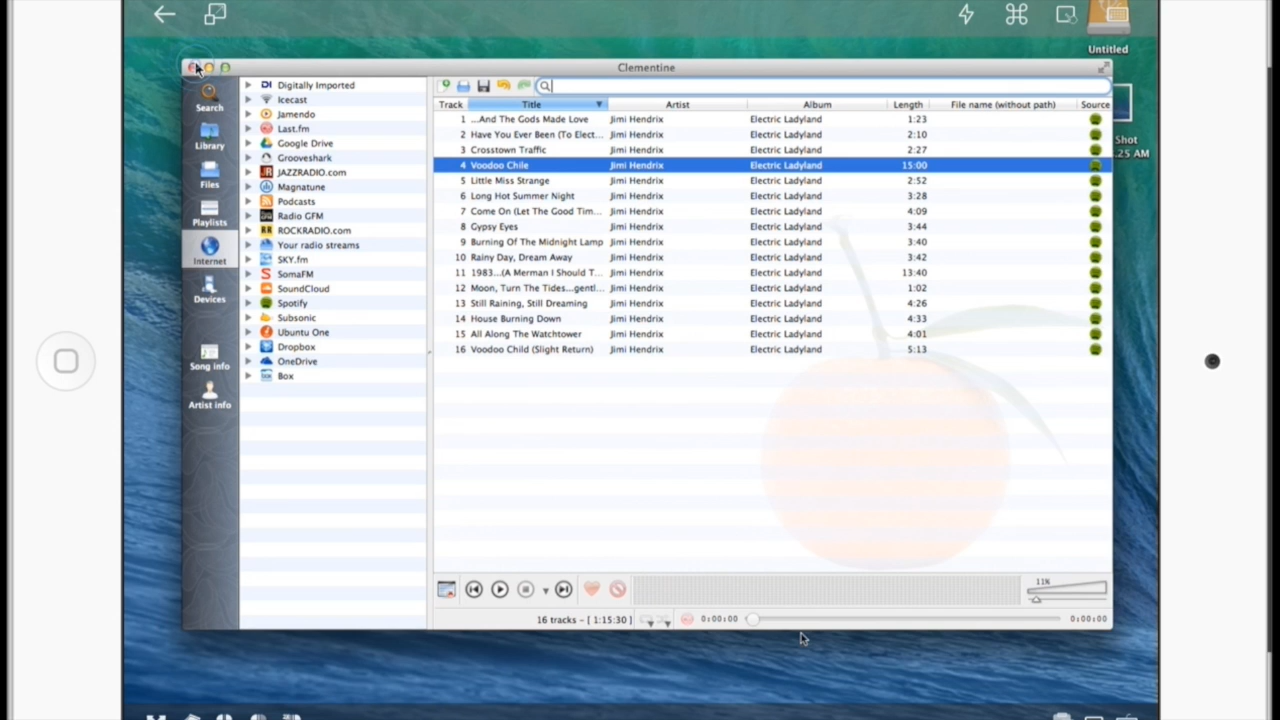 Untitled
Clementine
Shot
.25 AM
Search
Library
Files
Playlists
Internet
Devices
Song info
Artist info
DI Digitally Imported
Icecast
Jamendo
Last.fm
Google Drive
Grooveshark
JAZZRADIO.com
Magnatune
Podcasts
Radio GFM
RR ROCKRADIO.com
Your radio streams
SKY.fm
SomaFM
SoundCloud
Spotify
Subsonic
Ubuntu One
Dropbox
OneDrive
Box
Track Title Artist Album Length File name (without path) Source
1 ...And The Gods Made Love Jimi Hendrix Electric Ladyland 1:23
2 Have You Ever Been (To Elect... Jimi Hendrix Electric Ladyland 2:10
3 Crosstown Traffic Jimi Hendrix Electric Ladyland 2:27
4 Voodoo Chile Jimi Hendrix Electric Ladyland 15:00
5 Little Miss Strange Jimi Hendrix Electric Ladyland 2:52
6 Long Hot Summer Night Jimi Hendrix Electric Ladyland 3:28
7 Come On (Let The Good Tim... Jimi Hendrix Electric Ladyland 4:09
8 Gypsy Eyes Jimi Hendrix Electric Ladyland 3:44
9 Burning Of The Midnight Lamp Jimi Hendrix Electric Ladyland 3:40
10 Rainy Day, Dream Away Jimi Hendrix Electric Ladyland 3:42
11 1983...(A Merman I Should T... Jimi Hendrix Electric Ladyland 13:40
12 Moon, Turn The Tides...gentl... Jimi Hendrix Electric Ladyland 1:02
13 Still Raining, Still Dreaming Jimi Hendrix Electric Ladyland 4:26
14 House Burning Down Jimi Hendrix Electric Ladyland 4:33
15 All Along The Watchtower Jimi Hendrix Electric Ladyland 4:01
16 Voodoo Child (Slight Return) Jimi Hendrix Electric Ladyland 5:13
11%
16 tracks - [ 1:15:30 ] 0:00:00 0:00:00